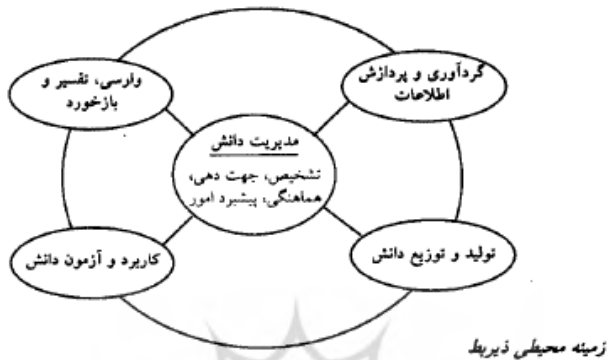 گردآوری و پردازش
اطلاعات
وارسی، تفسیر و
بازخورد
مدیریت دانش
تشخیص، جهت دهی،
هماهنگی، پیشبرد امور
تولید و توزیع دانش
کاربرد و آزمون دانش
زمینه محیطی ذیربط